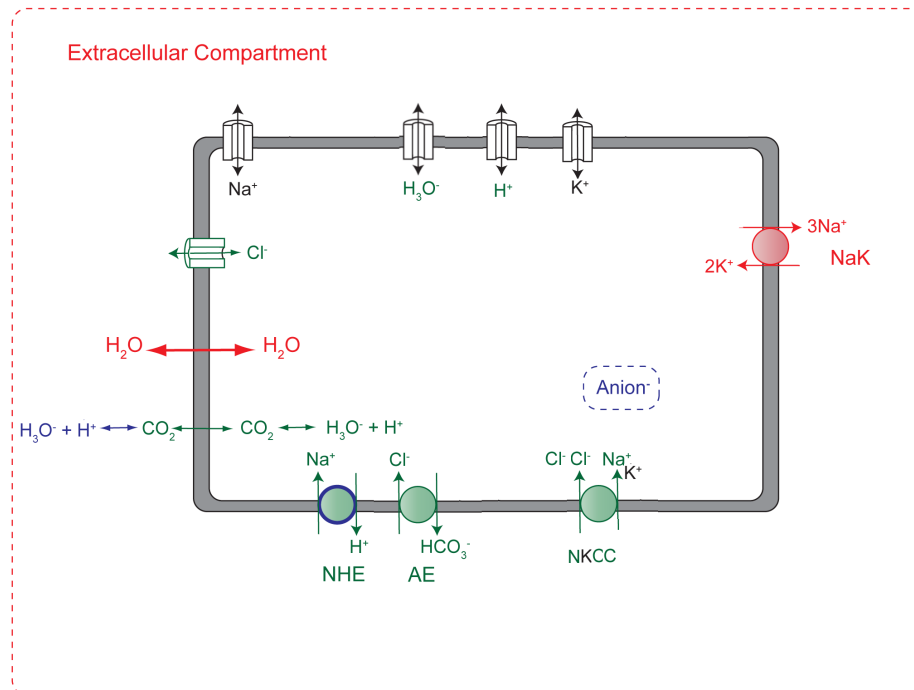 Extracellular Compartment
Na⁺
H₃O⁻
H⁺
K⁺
Cl⁻
3Na⁺
2K⁺
NaK
H₂O
H₂O
Anion⁻
H₃O⁻ + H⁺
CO₂
CO₂
H₃O⁻ + H⁺
Na⁺
Cl⁻
Cl⁻ Cl⁻
Na⁺
K⁺
H⁺
HCO₃⁻
NHE
AE
NKCC